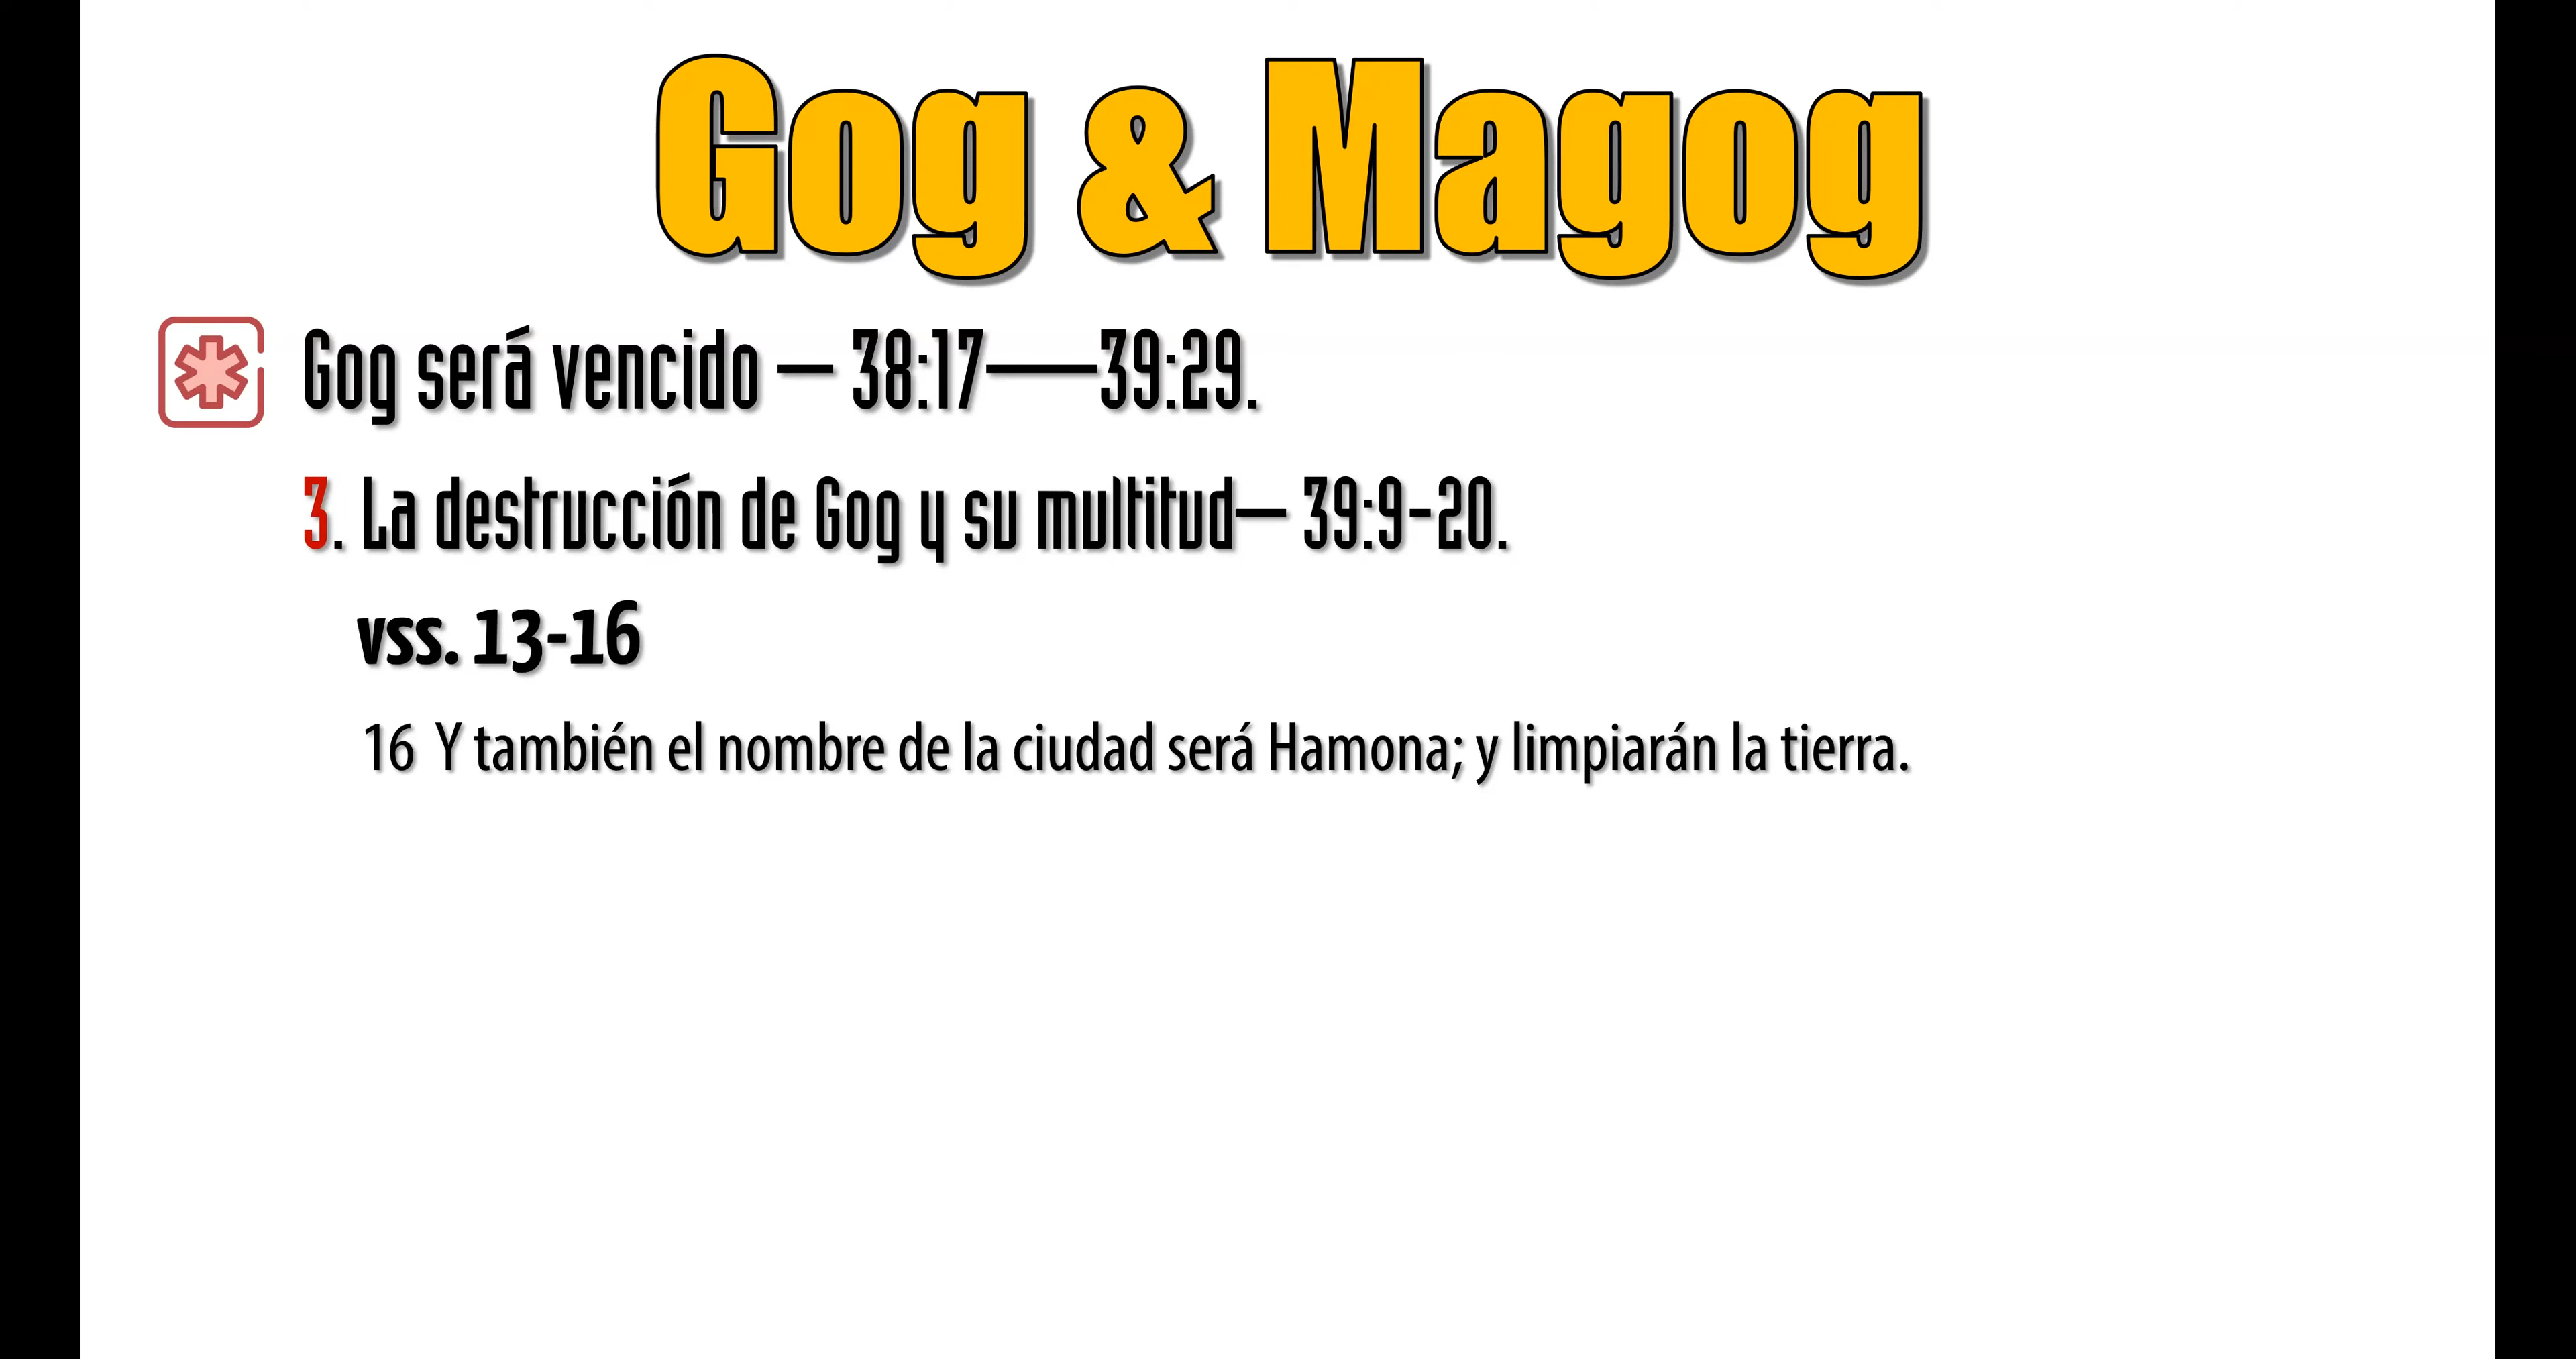 Gog & Magog
Gog será vencido — 38:17——39:29.
3. La destrucción de Gog y su multitud— 39:9-20.
vss. 13-16
16 Y también el nombre de la ciudad será Hamona; y limpiarán la tierra.